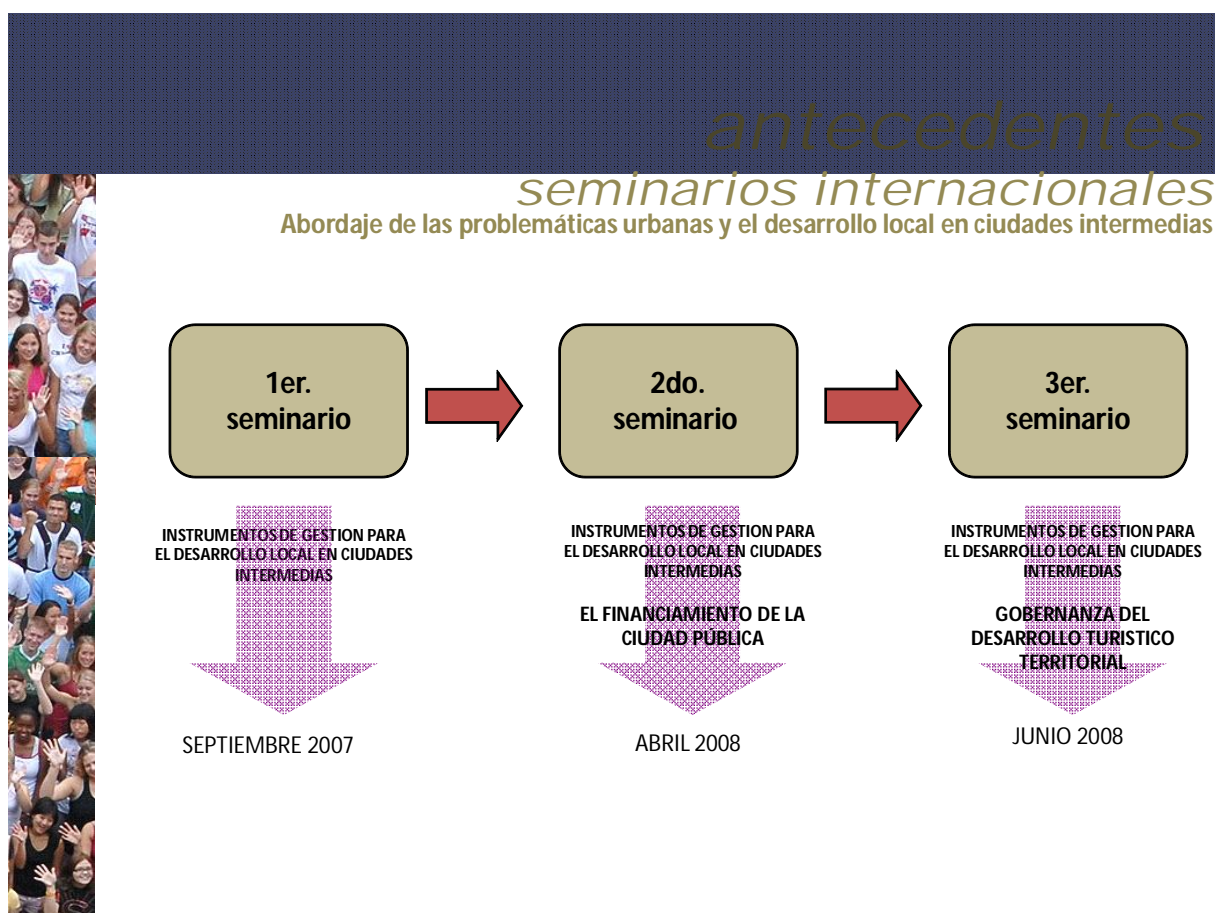 antecedentes
seminarios internacionales
Abordaje de las problemáticas urbanas y el desarrollo local en ciudades intermedias
1er.
seminario
2do.
seminario
3er.
seminario
INSTRUMENTOS DE GESTION PARA
EL DESARROLLO LOCAL EN CIUDADES
INTERMEDIAS
SEPTIEMBRE 2007
INSTRUMENTOS DE GESTION PARA
EL DESARROLLO LOCAL EN CIUDADES
INTERMEDIAS
EL FINANCIAMIENTO DE LA
CIUDAD PÚBLICA
ABRIL 2008
INSTRUMENTOS DE GESTION PARA
EL DESARROLLO LOCAL EN CIUDADES
INTERMEDIAS
GOBERNANZA DEL
DESARROLLO TURISTICO
TERRITORIAL
JUNIO 2008